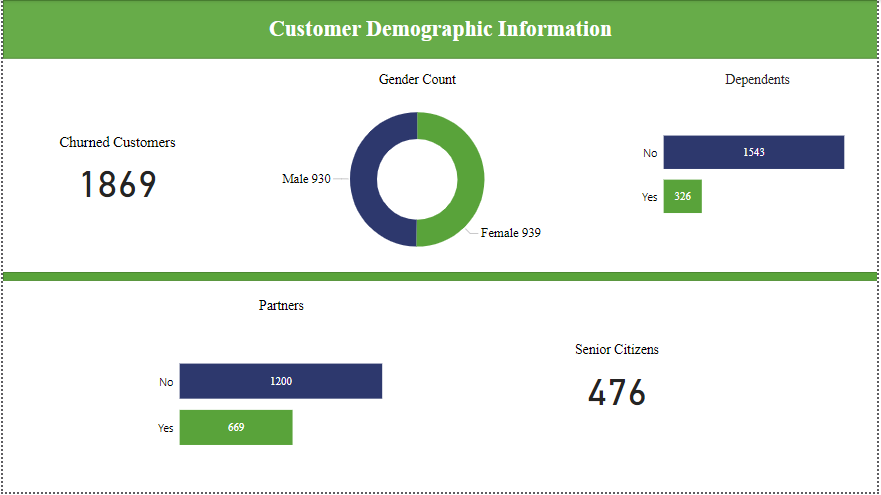 Customer Demographic Information
Gender Count
Dependents
Churned Customers
1869
Male 930
Female 939
No 1543
Yes 326
Partners
No 1200
Yes 669
Senior Citizens
476